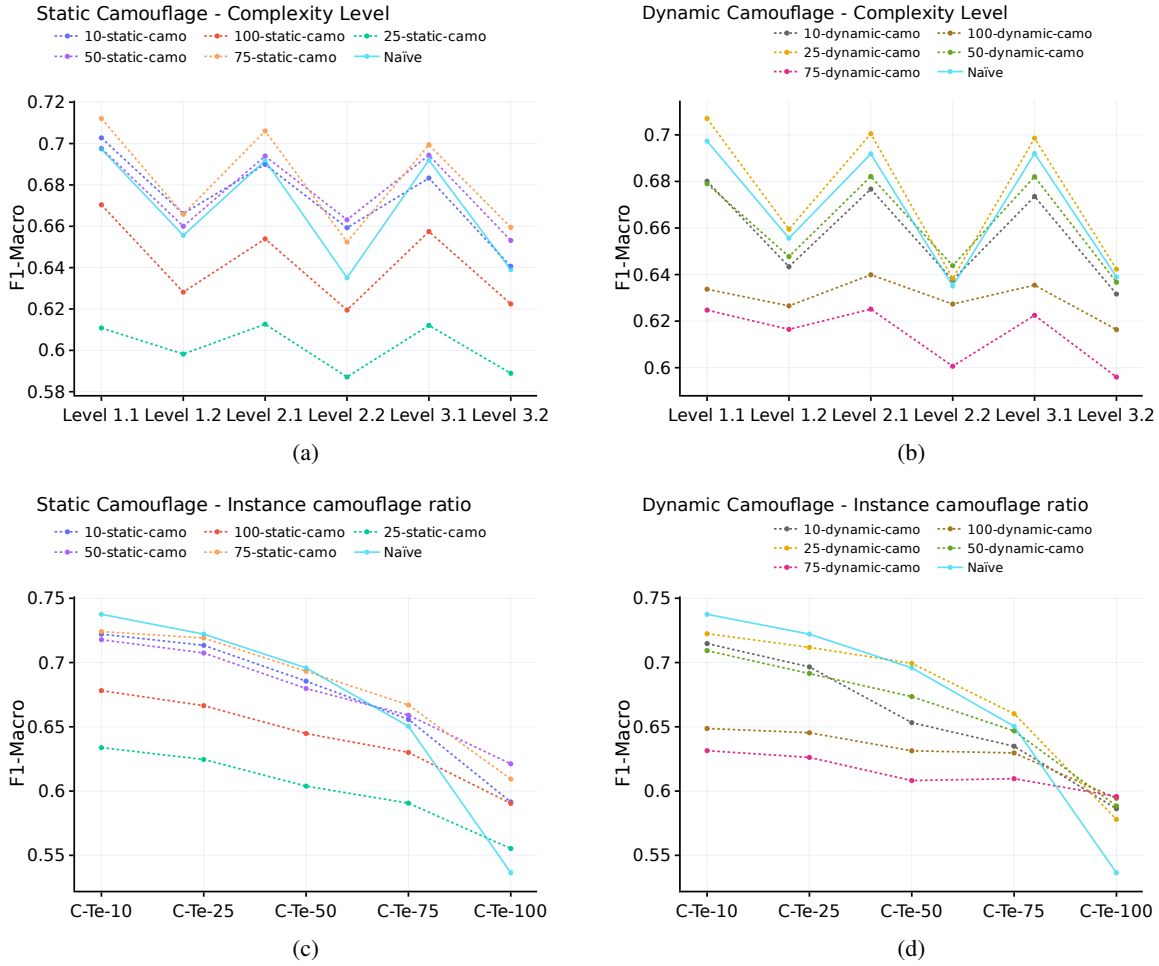 Static Camouflage - Complexity Level
10-static-camo 100-static-camo 25-static-camo
50-static-camo 75-static-camo Naïve
0.72
0.7
0.68
0.66
0.64
0.62
0.6
0.58
F1-Macro
Level 1.1 Level 1.2 Level 2.1 Level 2.2 Level 3.1 Level 3.2
(a)
Dynamic Camouflage - Complexity Level
10-dynamic-camo 100-dynamic-camo
25-dynamic-camo 50-dynamic-camo
75-dynamic-camo Naïve
0.7
0.68
0.66
0.64
0.62
0.6
F1-Macro
Level 1.1 Level 1.2 Level 2.1 Level 2.2 Level 3.1 Level 3.2
(b)
Static Camouflage - Instance camouflage ratio
10-static-camo 100-static-camo 25-static-camo
50-static-camo 75-static-camo Naïve
0.75
0.7
0.65
0.6
0.55
F1-Macro
C-Te-10 C-Te-25 C-Te-50 C-Te-75 C-Te-100
(c)
Dynamic Camouflage - Instance camouflage ratio
10-dynamic-camo 100-dynamic-camo
25-dynamic-camo 50-dynamic-camo
75-dynamic-camo Naïve
0.75
0.7
0.65
0.6
0.55
F1-Macro
C-Te-10 C-Te-25 C-Te-50 C-Te-75 C-Te-100
(d)